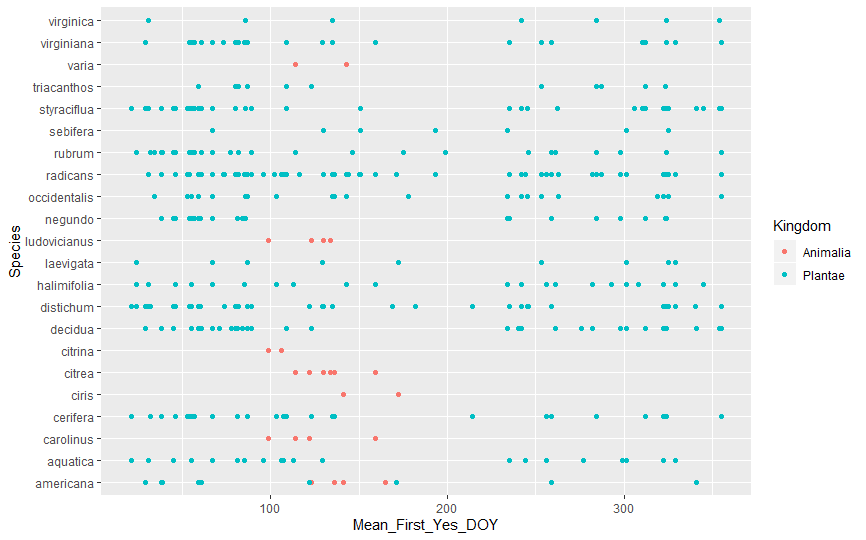 virginica
virginiana
varia
triacanthos
styraciflua
sebifera
rubrum
radicans
occidentalis
negundo
ludovicianus
laevigata
halimifolia
distichum
decidua
citrina
citrea
ciris
cerifera
carolinus
aquatica
americana
Species
100 200 300
Mean_First_Yes_DOY
Kingdom
Animalia
Plantae